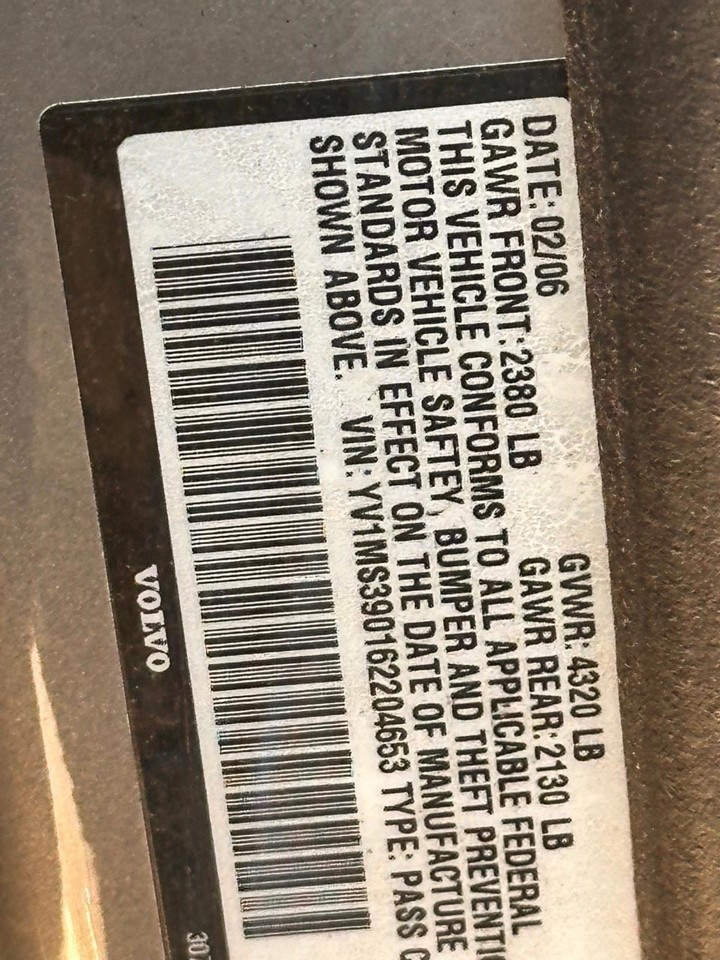 DATE: 02/06 GVWR: 4320 LB
GAWR FRONT: 2380 LB GAWR REAR: 2130 LB
THIS VEHICLE CONFORMS TO ALL APPLICABLE FEDERAL
MOTOR VEHICLE SAFTEY, BUMPER AND THEFT PREVENTI
STANDARDS IN EFFECT ON THE DATE OF MANUFACTURE
SHOWN ABOVE. VIN: YV1MS390162204653 TYPE: PASS C
VOLVO
307